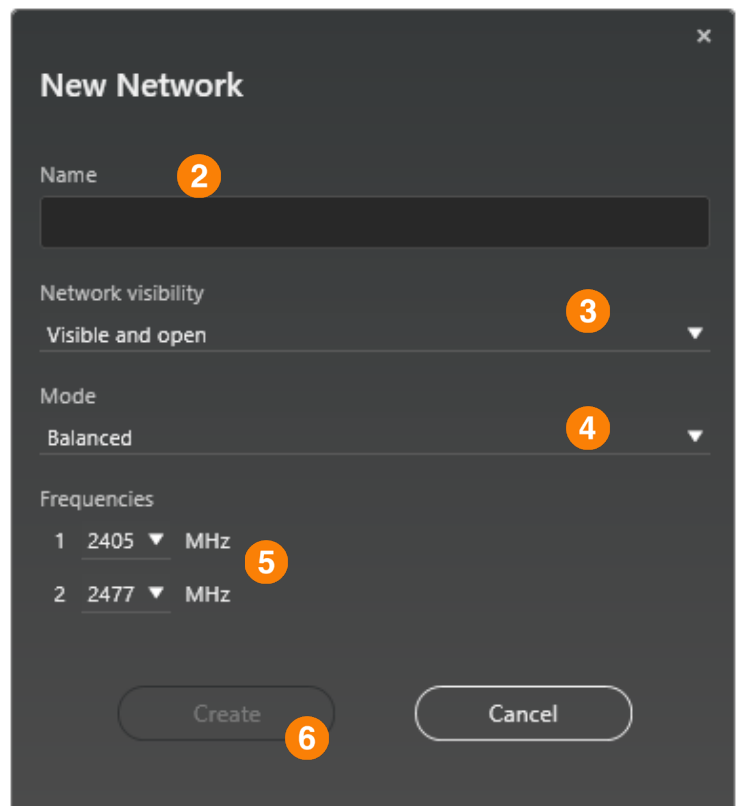 ×
New Network
Name 2
Network visibility
3
Visible and open
Mode
4
Balanced
Frequencies
1 2405 MHz
5
2 2477 MHz
Create Cancel
6